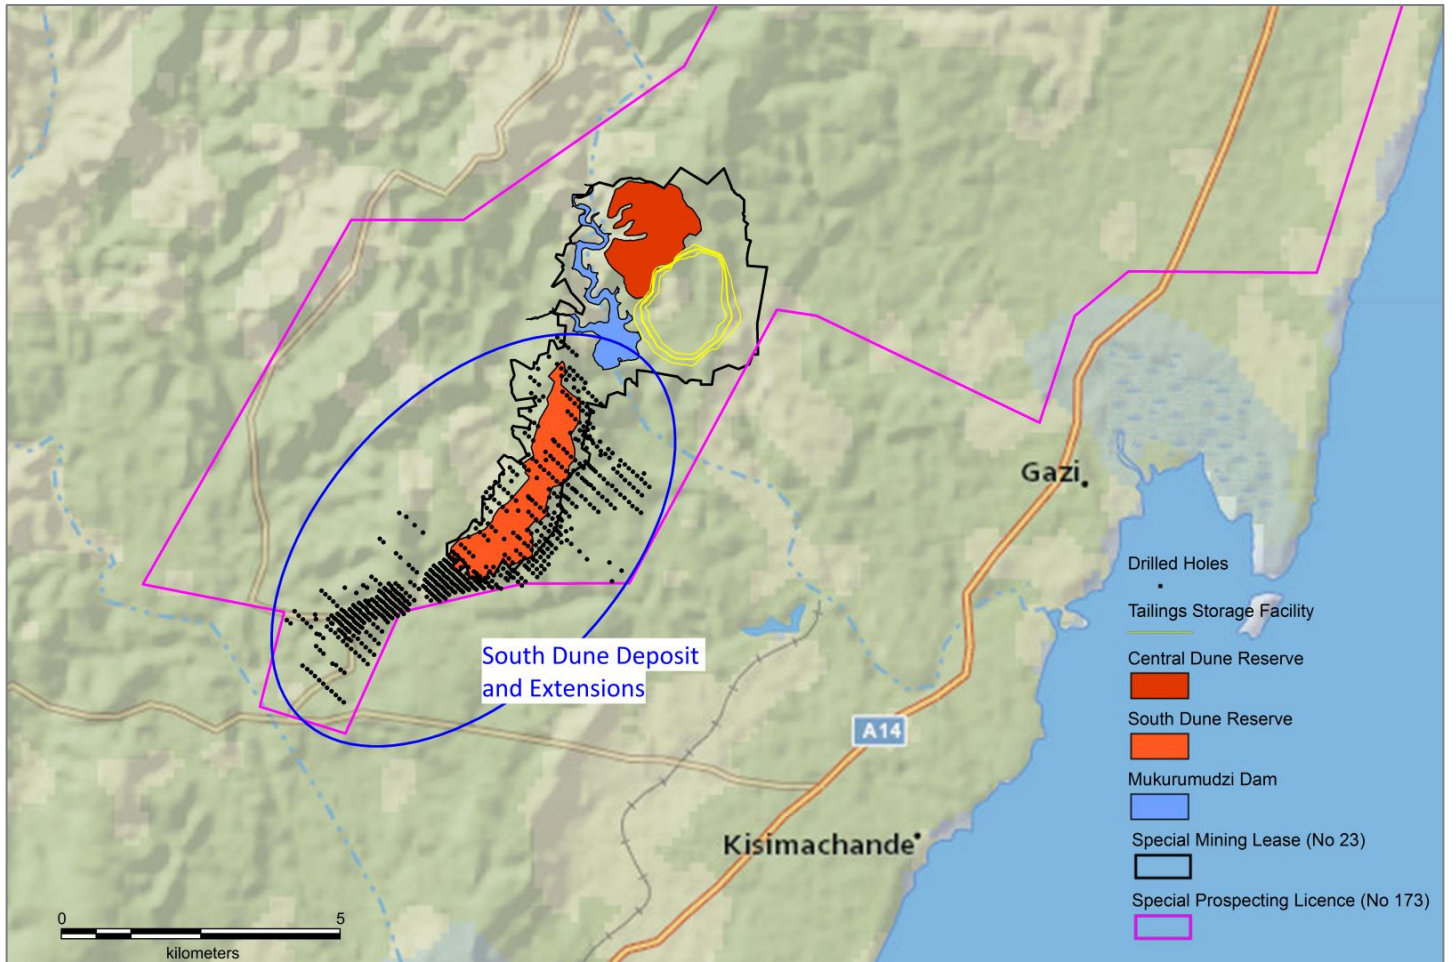 Gazi
South Dune Deposit
and Extensions
A14
Kisimachande
Drilled Holes
Tailings Storage Facility
Central Dune Reserve
South Dune Reserve
Mukurumudzi Dam
Special Mining Lease (No 23)
Special Prospecting Licence (No 173)
0 5
kilometers